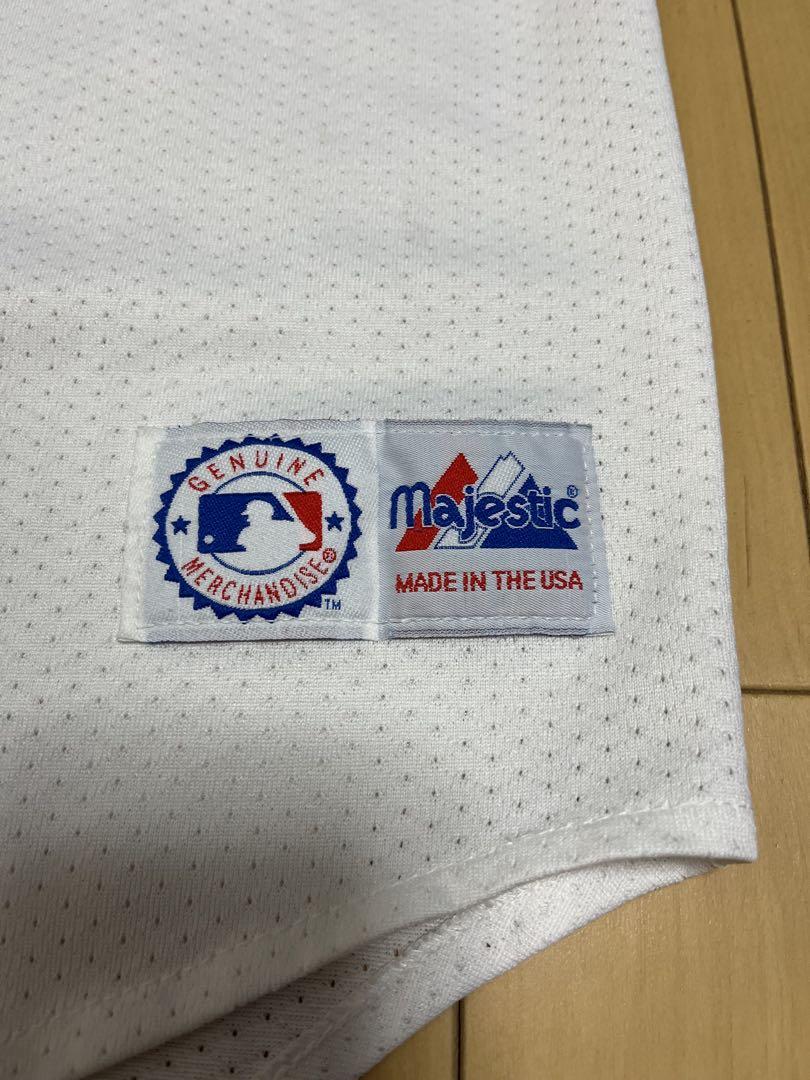 GENUINE
MERCHANDISE®
TM
Majestic®
MADE IN THE USA